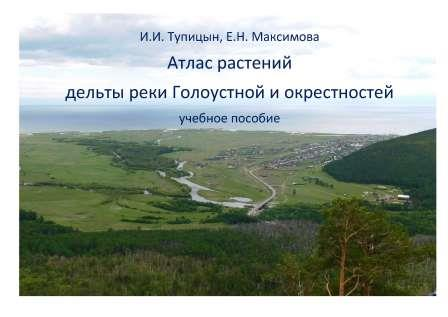 И.И. Тупицын, Е.Н. Максимова
Атлас растений
дельты реки Голоустной и окрестностей
учебное пособие